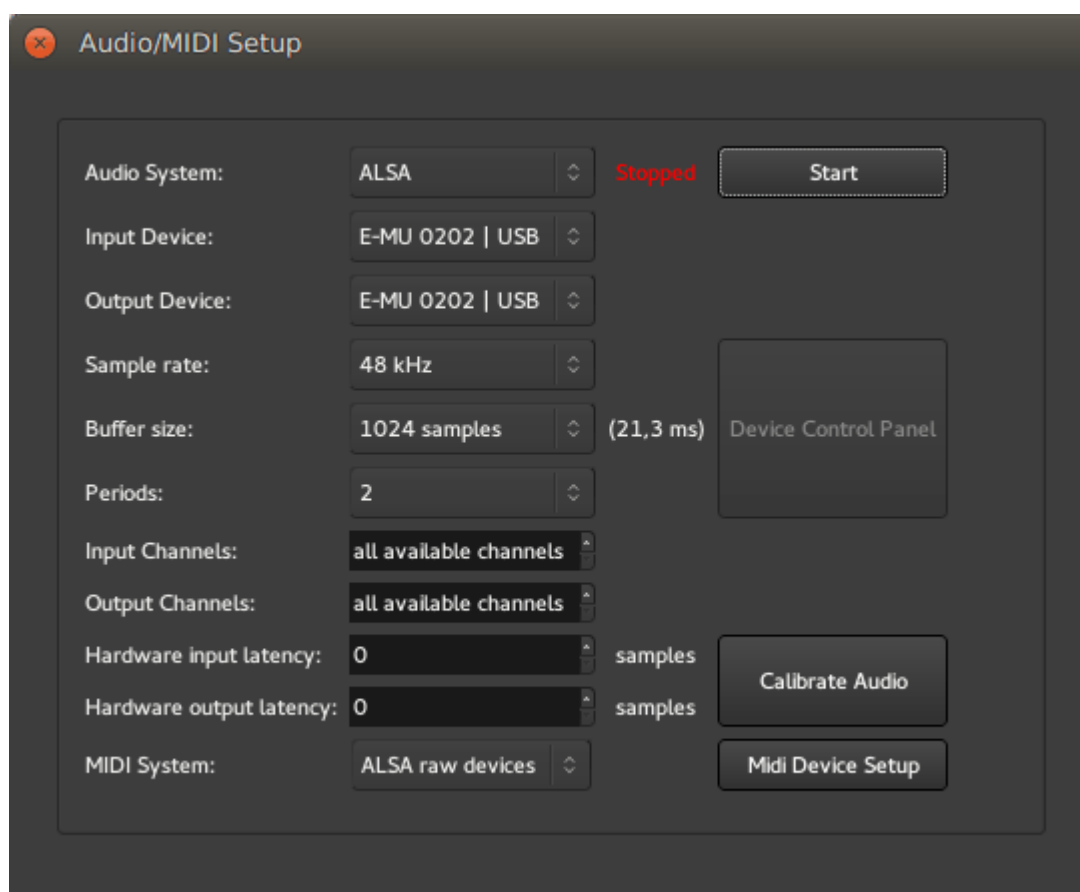 Audio/MIDI Setup
Audio System: ALSA Stopped Start
Input Device: E-MU 0202 | USB
Output Device: E-MU 0202 | USB
Sample rate: 48 kHz
Buffer size: 1024 samples (21,3 ms) Device Control Panel
Periods: 2
Input Channels: all available channels
Output Channels: all available channels
Hardware input latency: 0 samples
Calibrate Audio
Hardware output latency: 0 samples
MIDI System: ALSA raw devices Midi Device Setup